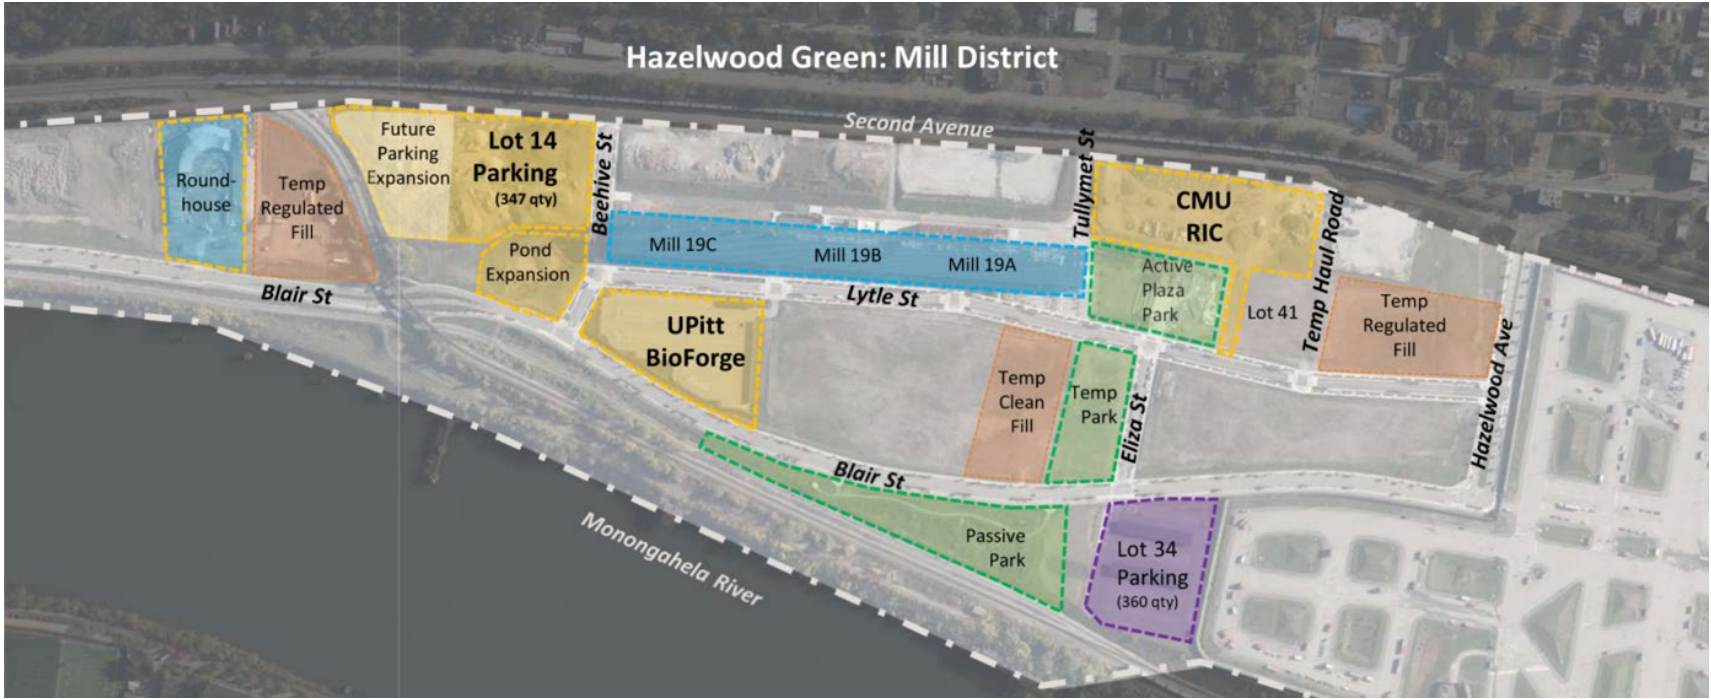 Hazelwood Green: Mill District
Second Avenue
Future
Parking
Expansion
Lot 14
Parking
(347 qty)
Beehive St
Tullymet St
CMU
RIC
Temp Haul Road
Round-
house
Temp
Regulated
Fill
Pond
Expansion
Mill 19C
Mill 19B
Mill 19A
Active
Plaza
Park
Lot 41
Temp
Regulated
Fill
Hazelwood Ave
Blair St
Lytle St
UPitt
BioForge
Temp
Clean
Fill
Temp
Park
Eliza St
Blair St
Passive
Park
Lot 34
Parking
(360 qty)
Monongahela River